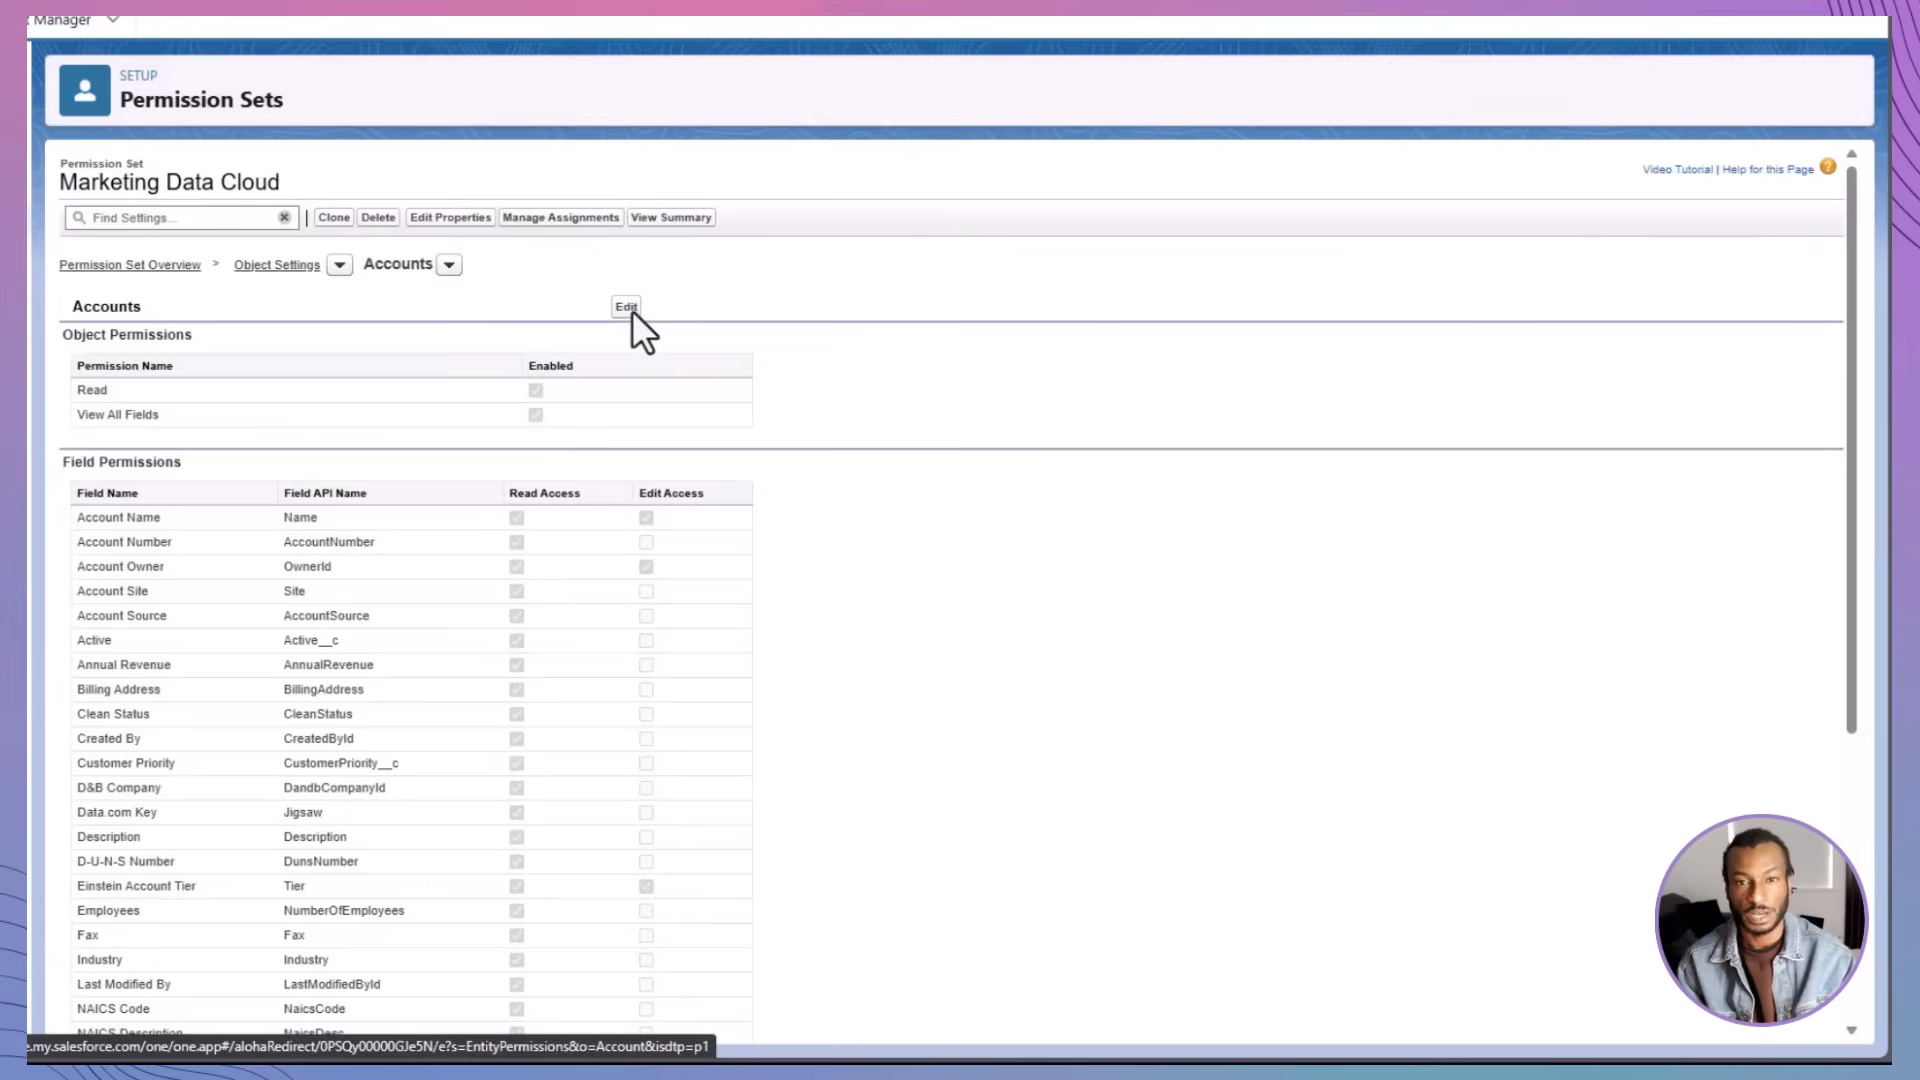 Manager
SETUP
Permission Sets
Permission Set
Marketing Data Cloud
Video Tutorial | Help for this Page ?
Find Settings... | Clone Delete Edit Properties Manage Assignments View Summary
Permission Set Overview > Object Settings Accounts
Accounts Edit
Object Permissions
Permission Name Enabled
Read
View All Fields
Field Permissions
Field Name Field API Name Read Access Edit Access
Account Name Name
Account Number AccountNumber
Account Owner OwnerId
Account Site Site
Account Source AccountSource
Active Active__c
Annual Revenue AnnualRevenue
Billing Address BillingAddress
Clean Status CleanStatus
Created By CreatedById
Customer Priority CustomerPriority__c
D&B Company DandbCompanyId
Data.com Key Jigsaw
Description Description
D-U-N-S Number DunsNumber
Einstein Account Tier Tier
Employees NumberOfEmployees
Fax Fax
Industry Industry
Last Modified By LastModifiedById
NAICS Code NaicsCode
NAICS Description NaicsDesc
e.my.salesforce.com/one/one.app#/alohaRedirect/0PSQy00000GJe5N/e?s=EntityPermissions&o=Account&isdtp=p1